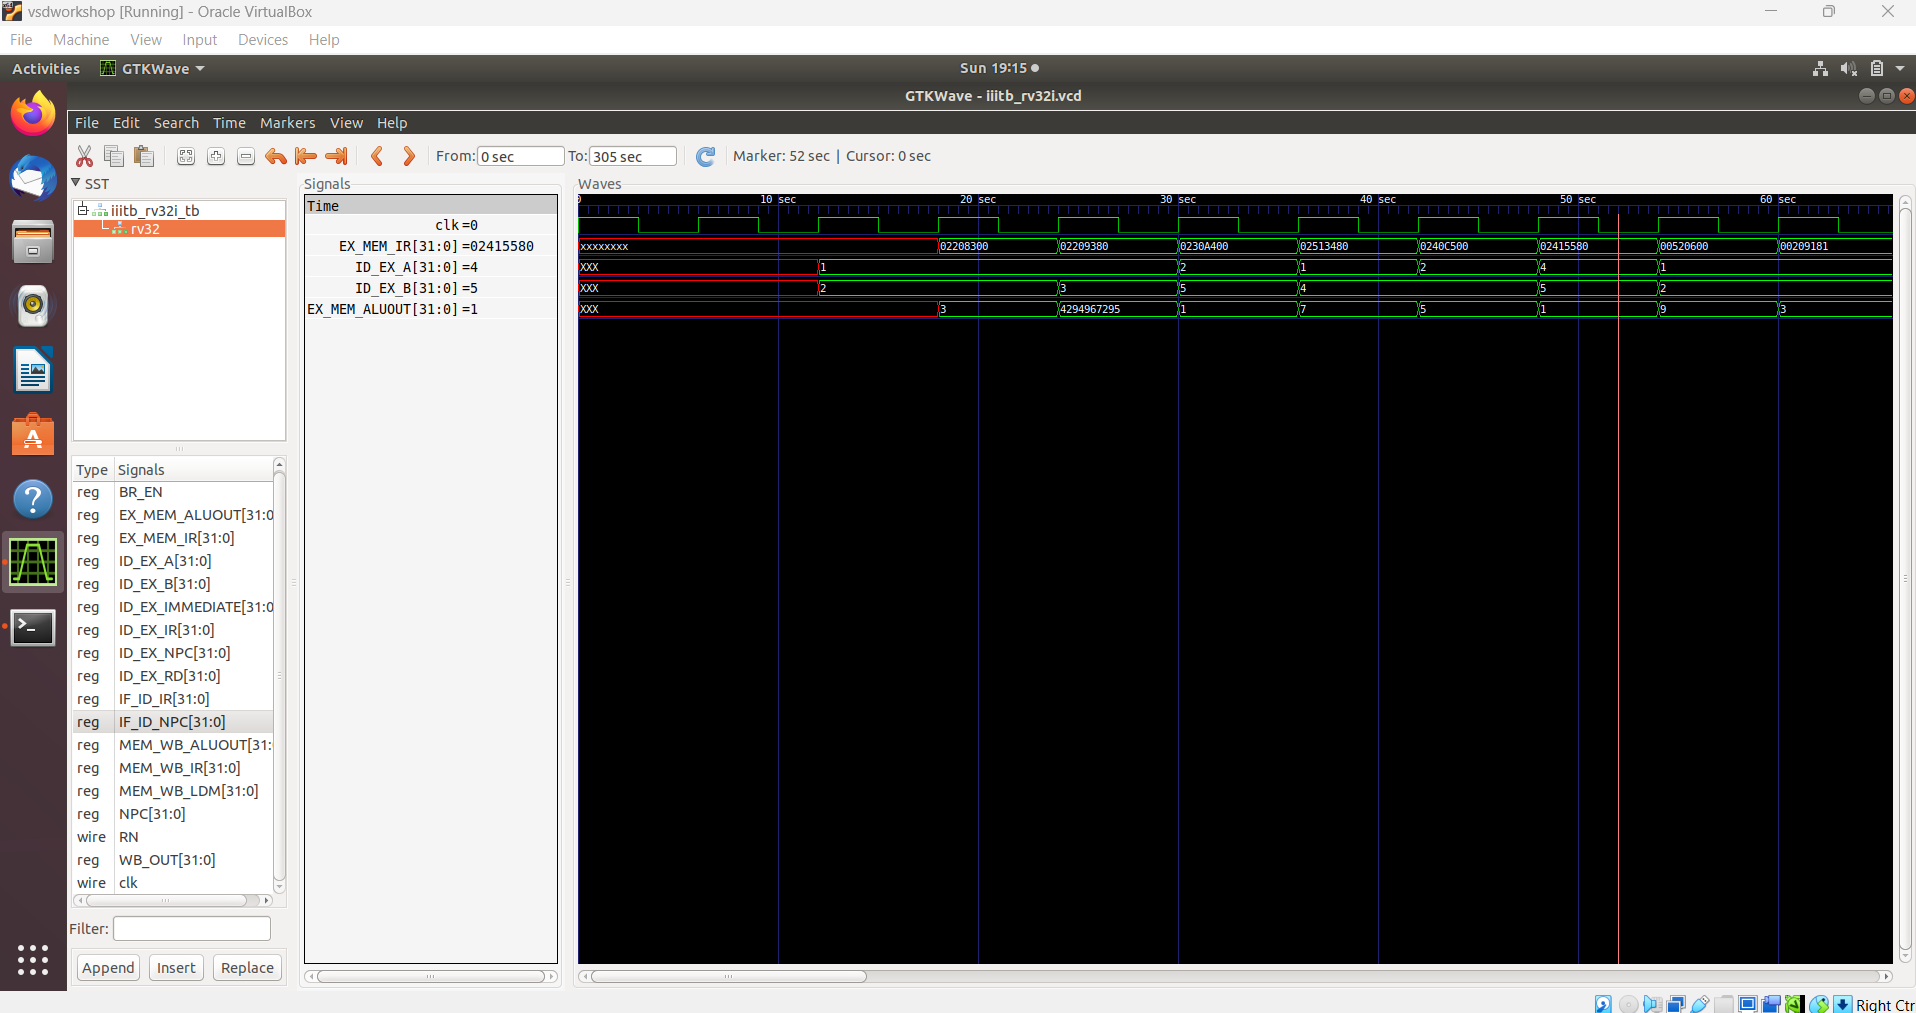 vsdworkshop [Running] - Oracle VirtualBox
File Machine View Input Devices Help
Activities GTKWave Sun 19:15
GTKWave - iiitb_rv32i.vcd
File Edit Search Time Markers View Help
From: 0 sec To: 305 sec Marker: 52 sec | Cursor: 0 sec
SST
iiitb_rv32i_tb
rv32
Type Signals
reg BR_EN
reg EX_MEM_ALUOUT[31:0
reg EX_MEM_IR[31:0]
reg ID_EX_A[31:0]
reg ID_EX_B[31:0]
reg ID_EX_IMMEDIATE[31:0
reg ID_EX_IR[31:0]
reg ID_EX_NPC[31:0]
reg ID_EX_RD[31:0]
reg IF_ID_IR[31:0]
reg IF_ID_NPC[31:0]
reg MEM_WB_ALUOUT[31:
reg MEM_WB_IR[31:0]
reg MEM_WB_LDM[31:0]
reg NPC[31:0]
wire RN
reg WB_OUT[31:0]
wire clk
Filter:
Append Insert Replace
Signals
Time
clk=0
EX_MEM_IR[31:0]=02415580
ID_EX_A[31:0]=4
ID_EX_B[31:0]=5
EX_MEM_ALUOUT[31:0]=1
Waves
0 10 sec 20 sec 30 sec 40 sec 50 sec 60 sec
xxxxxxxx 02208300 02209380 0230A400 02513480 0240C500 02415580 00520600 00209181
XXX 1 2 1 2 4 1
XXX 2 3 5 4 5 2
XXX 3 4294967295 1 7 5 1 9 3
Right Ctr